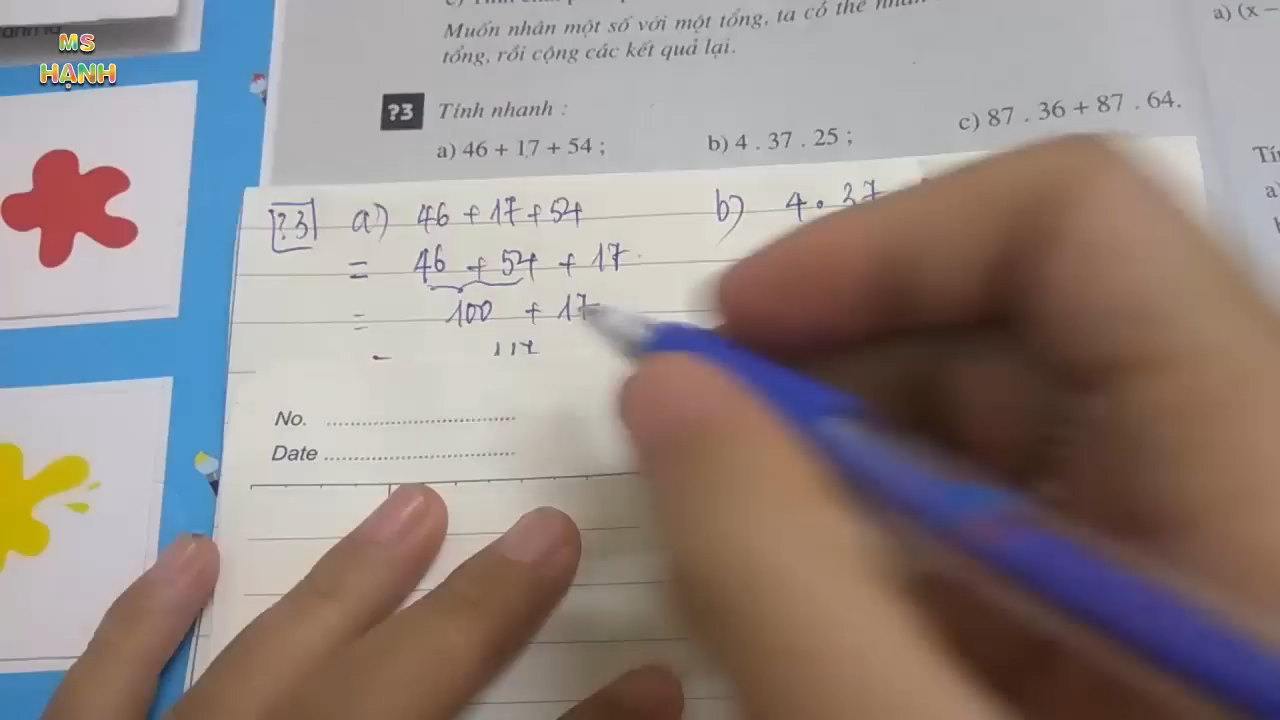 MS
HẠNH
Muốn nhân một số với một tổng, ta có thể
tổng, rồi cộng các kết quả lại.
a) (x –
?3 Tính nhanh :
a) 46 + 17 + 54 ; b) 4 . 37 . 25 ; c) 87 . 36 + 87 . 64.
?3 a) 46 + 17 + 54 b) 4 . 37
= 46 + 54 + 17
= 100 + 17
117
No.
Date